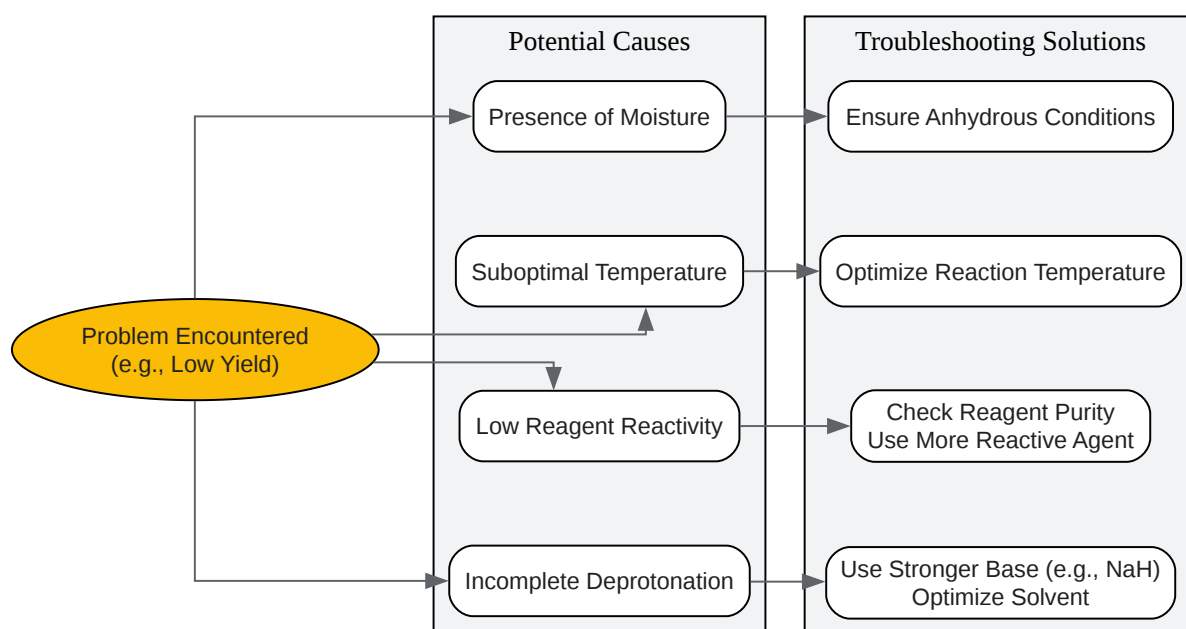 Potential Causes
Troubleshooting Solutions
Presence of Moisture
Ensure Anhydrous Conditions
Suboptimal Temperature
Optimize Reaction Temperature
Problem Encountered
(e.g., Low Yield)
Low Reagent Reactivity
Check Reagent Purity
Use More Reactive Agent
Incomplete Deprotonation
Use Stronger Base (e.g., NaH)
Optimize Solvent